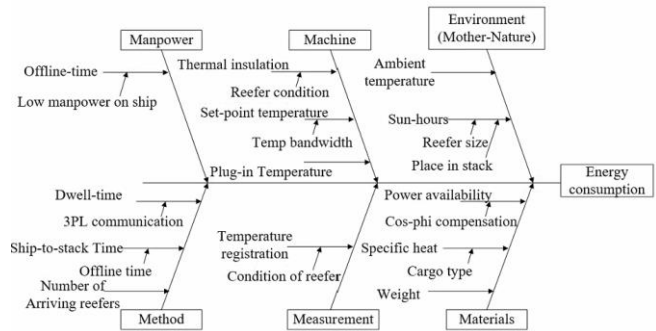 Manpower
Machine
Environment
(Mother-Nature)
Offline-time
Low manpower on ship
Thermal insulation
Reefer condition
Set-point temperature
Temp bandwidth
Plug-in Temperature
Ambient
temperature
Sun-hours
Reefer size
Place in stack
Energy
consumption
Dwell-time
3PL communication
Ship-to-stack Time
Offline time
Number of
Arriving reefers
Temperature
registration
Condition of reefer
Power availability
Cos-phi compensation
Specific heat
Cargo type
Weight
Method
Measurement
Materials